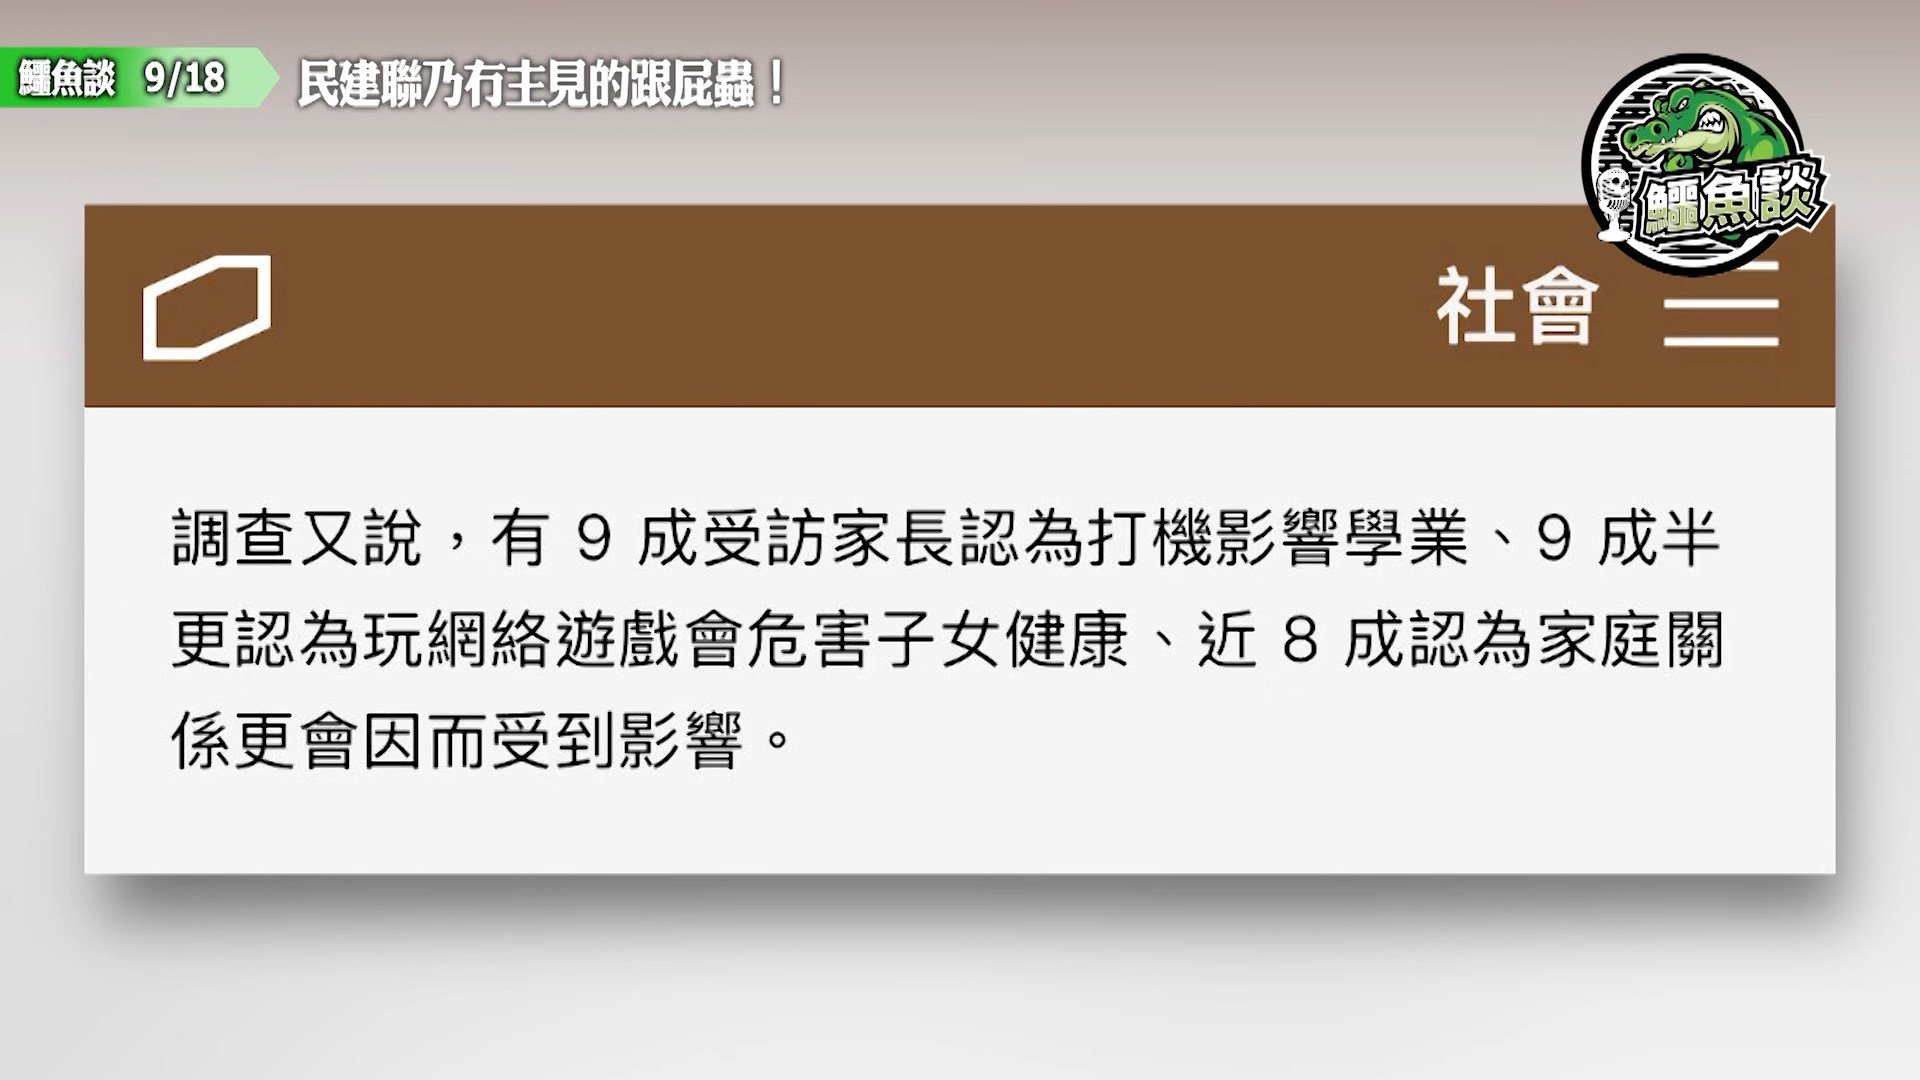 鱷魚談 9/18
民建聯乃冇主見的跟屁蟲！
鱷魚談
社會
調查又說，有 9 成受訪家長認為打機影響學業、9 成半
更認為玩網絡遊戲會危害子女健康、近 8 成認為家庭關
係更會因而受到影響。